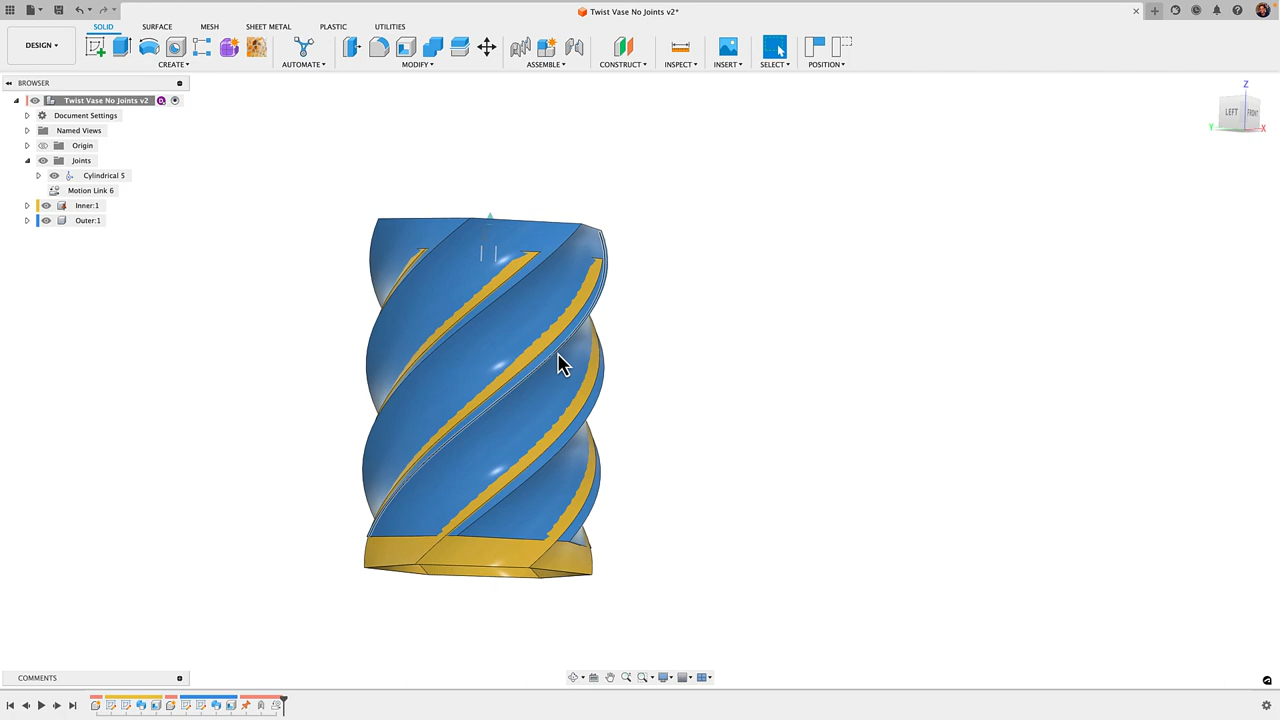 Twist Vase No Joints v2*
SOLID SURFACE MESH SHEET METAL PLASTIC UTILITIES
DESIGN
CREATE AUTOMATE MODIFY ASSEMBLE CONSTRUCT INSPECT INSERT SELECT POSITION
BROWSER
Twist Vase No Joints v2
Document Settings
Named Views
Origin
Joints
Cylindrical 5
Motion Link 6
Inner:1
Outer:1
Z
LEFT FRONT
Y X
COMMENTS